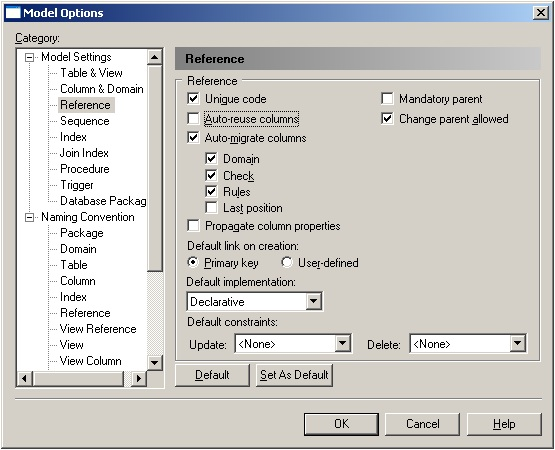 Model Options
Category:
Model Settings
Table & View
Column & Domain
Reference
Sequence
Index
Join Index
Procedure
Trigger
Database Packag
Naming Convention
Package
Domain
Table
Column
Index
Reference
View Reference
View
View Column
Reference
Reference
Unique code
Mandatory parent
Auto-reuse columns
Change parent allowed
Auto-migrate columns
Domain
Check
Rules
Last position
Propagate column properties
Default link on creation:
Primary key
User-defined
Default implementation:
Declarative
Default constraints:
Update: <None>
Delete: <None>
Default
Set As Default
OK
Cancel
Help